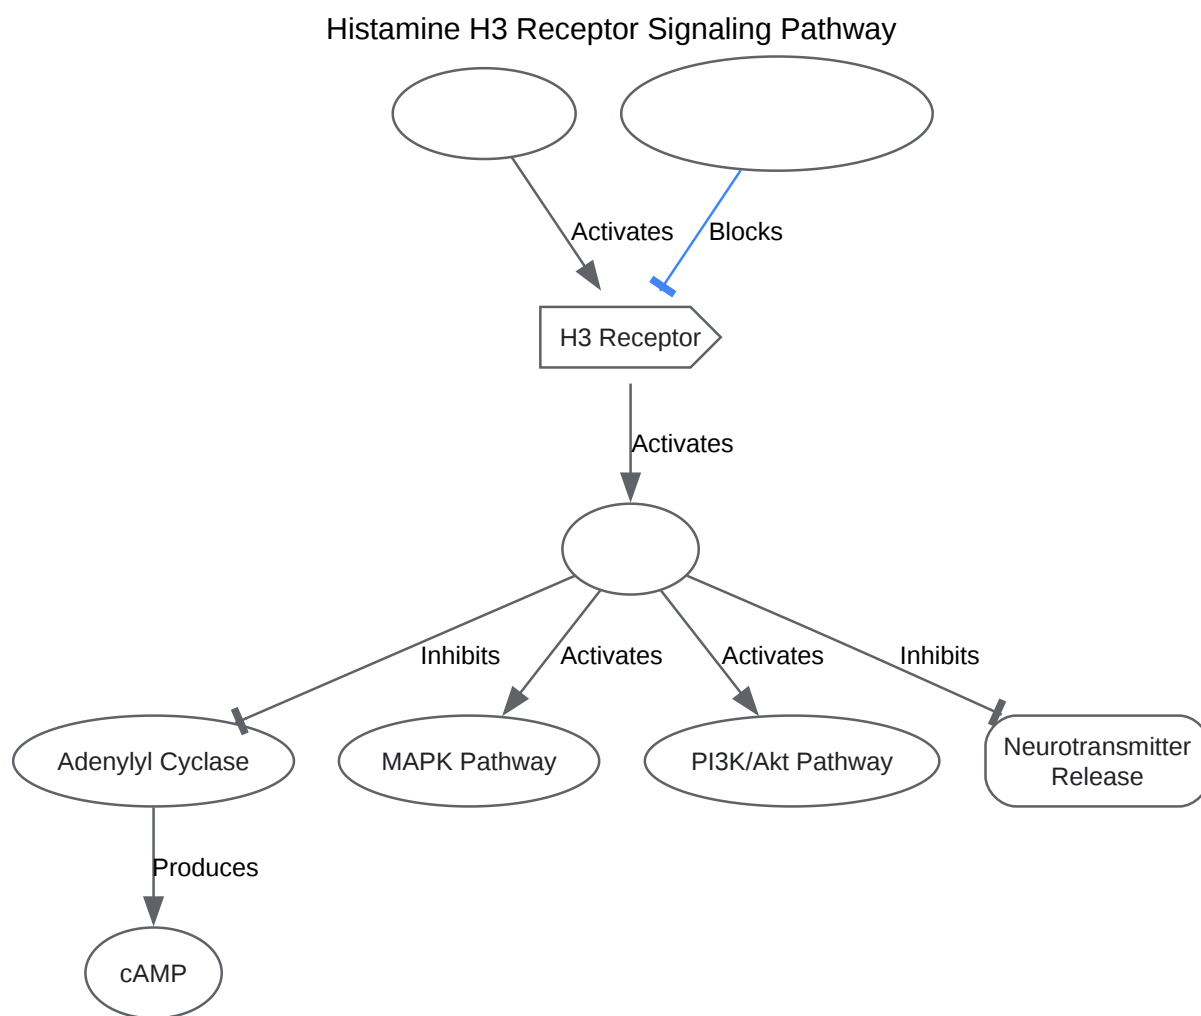 Histamine H3 Receptor Signaling Pathway
Activates
Blocks
H3 Receptor
Activates
Inhibits
Activates
Activates
Inhibits
Adenylyl Cyclase
MAPK Pathway
PI3K/Akt Pathway
Neurotransmitter
Release
Produces
cAMP